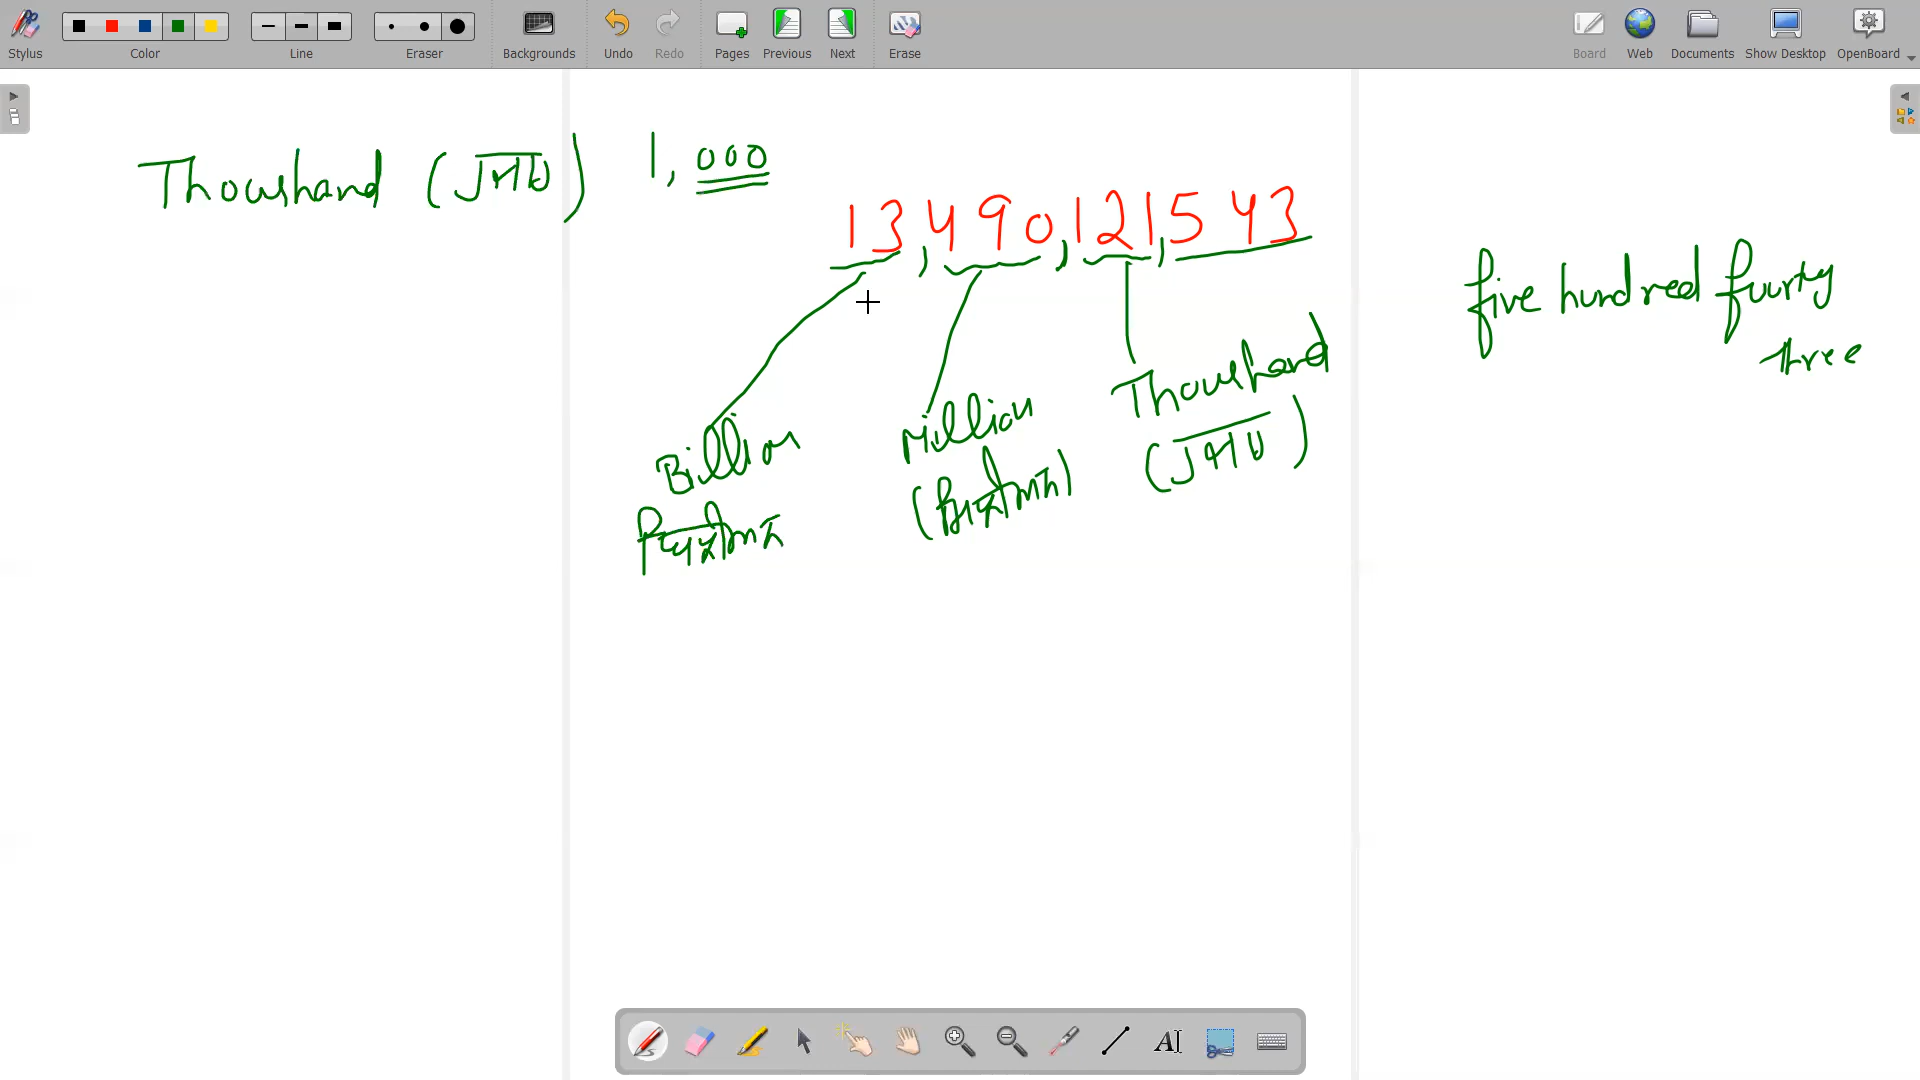 Stylus
Color
Line
Eraser
Backgrounds
Undo
Redo
Pages
Previous
Next
Erase
Board
Web
Documents
Show Desktop
OpenBoard
Thoushand ( ) 1,000
13,490,121,543
five hundred fourty
three
Thoushand
Million
Billion